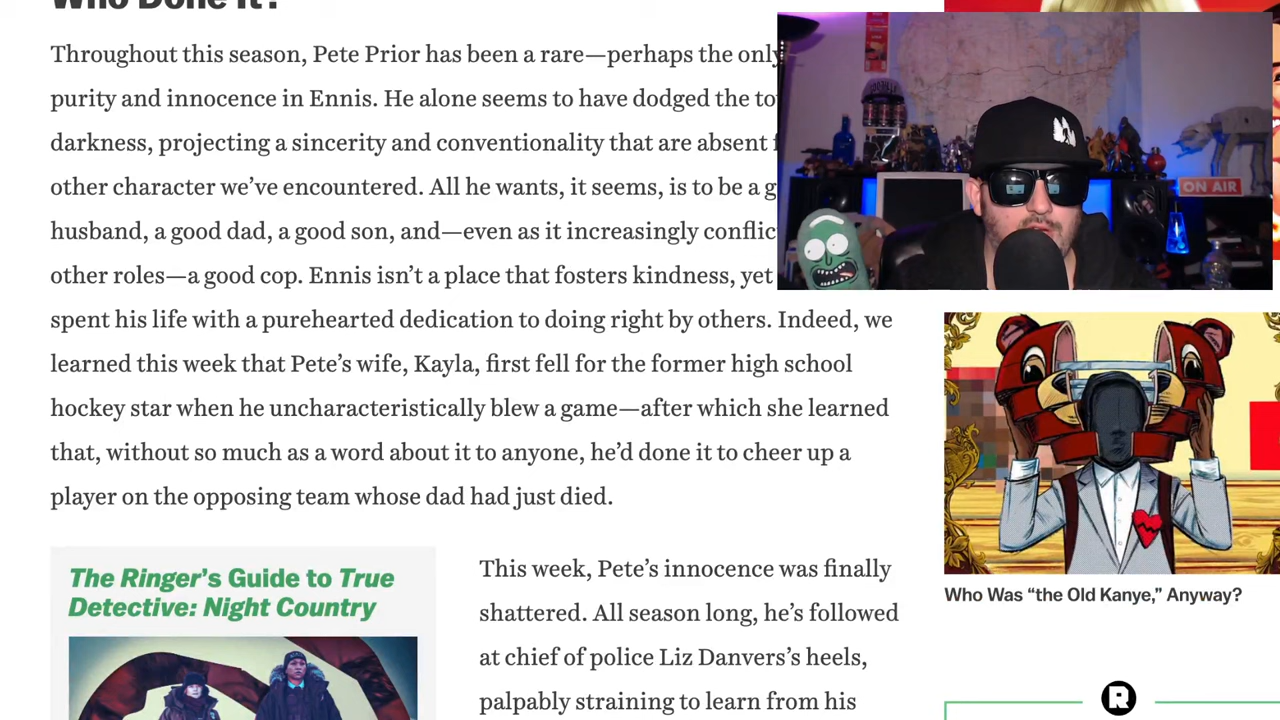 Who Done It?
Throughout this season, Pete Prior has been a rare—perhaps the only
purity and innocence in Ennis. He alone seems to have dodged the
darkness, projecting a sincerity and conventionality that are absent
other character we’ve encountered. All he wants, it seems, is to be a
husband, a good dad, a good son, and—even as it increasingly
other roles—a good cop. Ennis isn’t a place that fosters kindness, yet
spent his life with a purehearted dedication to doing right by others. Indeed, we
learned this week that Pete’s wife, Kayla, first fell for the former high school
hockey star when he uncharacteristically blew a game—after which she learned
that, without so much as a word about it to anyone, he’d done it to cheer up a
player on the opposing team whose dad had just died.
The Ringer’s Guide to True
Detective: Night Country
This week, Pete’s innocence was finally
shattered. All season long, he’s followed
at chief of police Liz Danvers’s heels,
palpably straining to learn from his
ON AIR
Who Was “the Old Kanye,” Anyway?
R